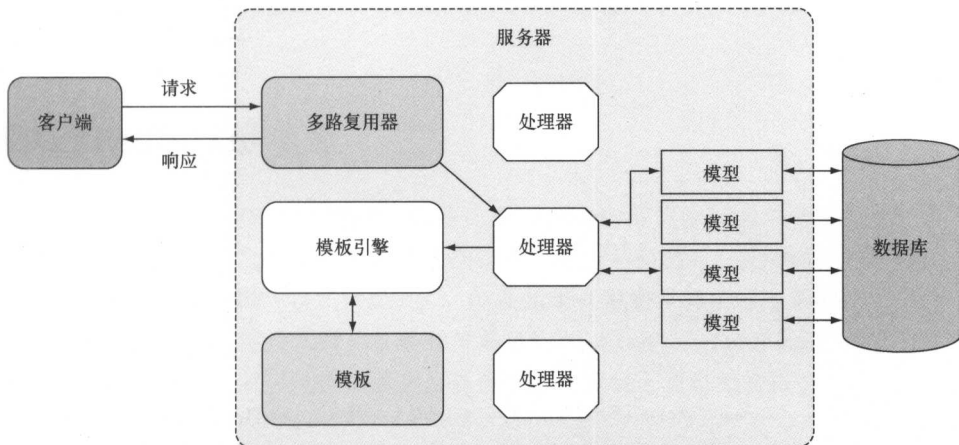 服务器
请求
客户端
响应
多路复用器
处理器
模型
模板引擎
处理器
模型
模型
模型
数据库
模板
处理器